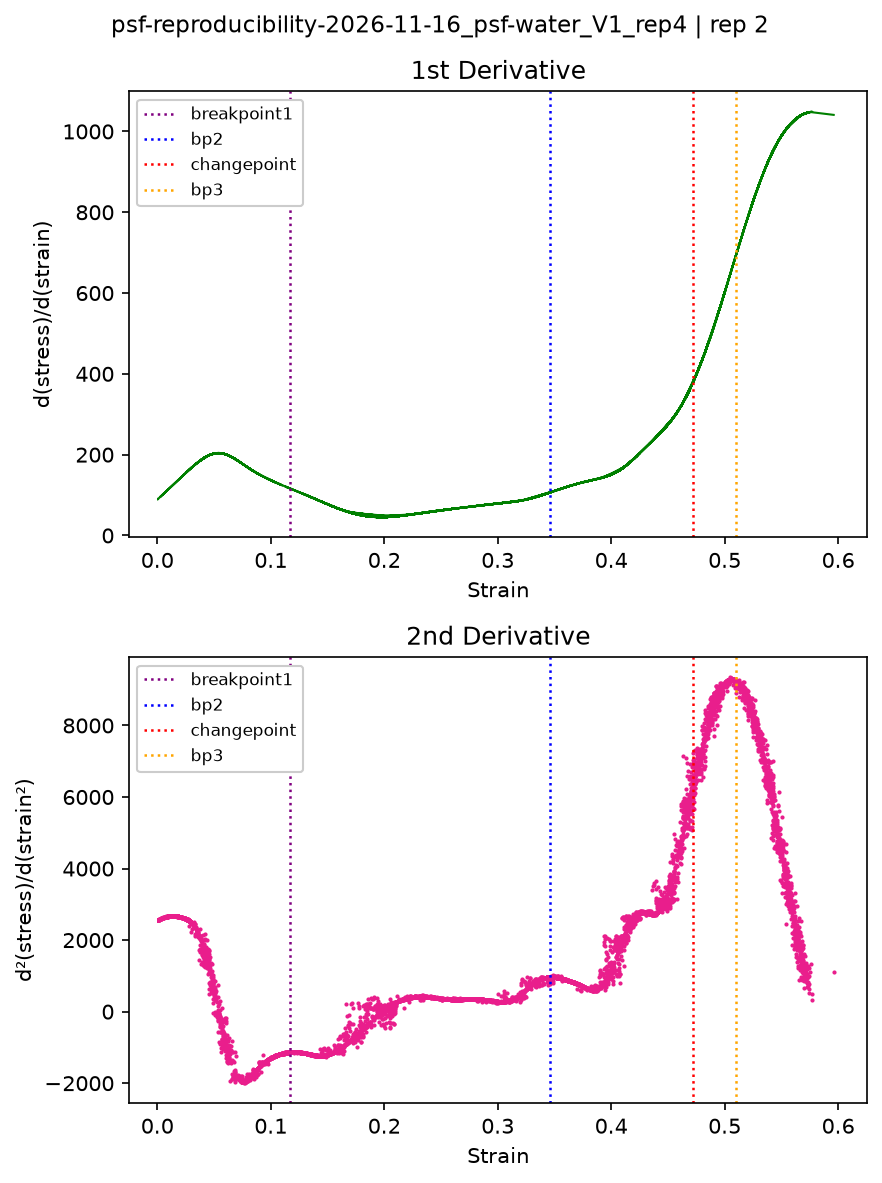 psf-reproducibility-2026-11-16_psf-water_V1_rep4 | rep 2
1st Derivative
breakpoint1
bp2
changepoint
bp3
d(stress)/d(strain)
1000
800
600
400
200
0
0.0 0.1 0.2 0.3 0.4 0.5 0.6
Strain
2nd Derivative
breakpoint1
bp2
changepoint
bp3
d²(stress)/d(strain²)
8000
6000
4000
2000
0
−2000
0.0 0.1 0.2 0.3 0.4 0.5 0.6
Strain